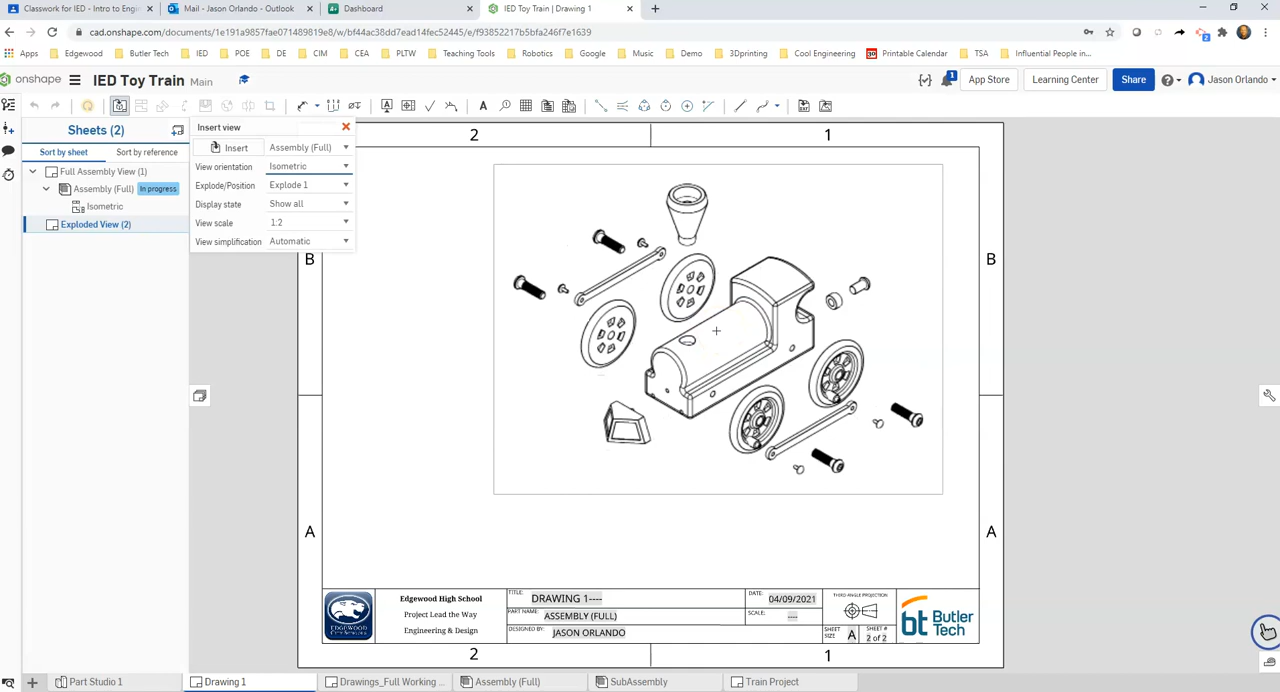 Classwork for IED - Intro to Engin
Mail - Jason Orlando - Outlook
Dashboard
IED Toy Train | Drawing 1
cad.onshape.com/documents/1e191a9857fae071489819e8/w/bf44ac38dd7ead14fec52445/e/f93852217b5bfa246f7e1639
Apps Edgewood Butler Tech IED POE DE CIM CEA PLTW Teaching Tools Robotics Google Music Demo 3Dprinting Cool Engineering Printable Calendar TSA Influential People in...
onshape IED Toy Train Main 1 App Store Learning Center Share Jason Orlando
Sheets (2)
Sort by sheet Sort by reference
Full Assembly View (1)
Assembly (Full) In progress
Isometric
Exploded View (2)
Insert view
Insert Assembly (Full)
View orientation Isometric
Explode/Position Explode 1
Display state Show all
View scale 1:2
View simplification Automatic
2 1
B B
A A
Edgewood High School
Project Lead the Way
Engineering & Design
TITLE: DRAWING 1----
PART NAME: ASSEMBLY (FULL)
DESIGNED BY: JASON ORLANDO
DATE: 04/09/2021
SCALE: ----
THIRD ANGLE PROJECTION
SHEET SIZE A
SHEET # 2 of 2
bt Butler Tech
2 1
Part Studio 1 Drawing 1 Drawings_Full Working ... Assembly (Full) SubAssembly Train Project